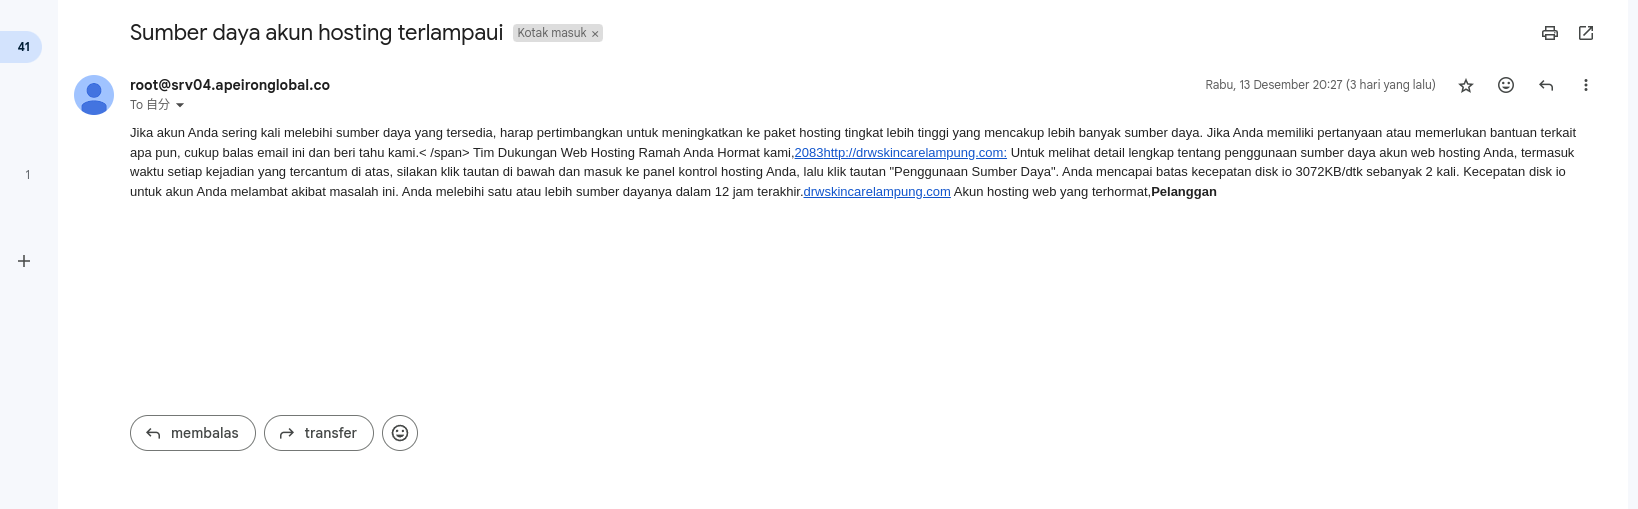 41
Sumber daya akun hosting terlampaui Kotak masuk ×
root@srv04.apeironglobal.co Rabu, 13 Desember 20:27 (3 hari yang lalu)
To 自分
Jika akun Anda sering kali melebihi sumber daya yang tersedia, harap pertimbangkan untuk meningkatkan ke paket hosting tingkat lebih tinggi yang mencakup lebih banyak sumber daya. Jika Anda memiliki pertanyaan atau memerlukan bantuan terkait
apa pun, cukup balas email ini dan beri tahu kami.< /span> Tim Dukungan Web Hosting Ramah Anda Hormat kami,2083http://drwskincarelampung.com: Untuk melihat detail lengkap tentang penggunaan sumber daya akun web hosting Anda, termasuk
waktu setiap kejadian yang tercantum di atas, silakan klik tautan di bawah dan masuk ke panel kontrol hosting Anda, lalu klik tautan "Penggunaan Sumber Daya". Anda mencapai batas kecepatan disk io 3072KB/dtk sebanyak 2 kali. Kecepatan disk io
1
untuk akun Anda melambat akibat masalah ini. Anda melebihi satu atau lebih sumber dayanya dalam 12 jam terakhir.drwskincarelampung.com Akun hosting web yang terhormat,Pelanggan
membalas
transfer